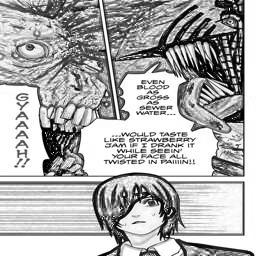 EVEN
BLOOD
AS
GROSS
AS
SEWER
WATER...
...WOULD TASTE
LIKE STRAWBERRY
JAM IF I DRANK IT
WHILE SEEIN'
YOUR FACE ALL
TWISTED IN PAIIIN!!
GYAAAAH!!